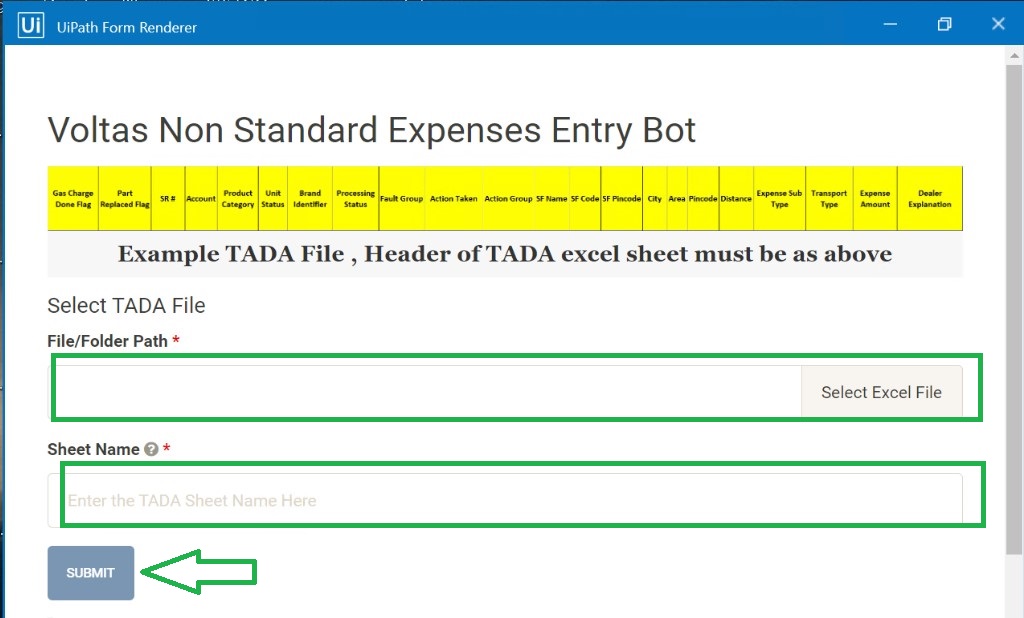 Ui UiPath Form Renderer
Voltas Non Standard Expenses Entry Bot
Gas Charge Done Flag Part Replaced Flag SR # Account Product Category Unit Status Brand Identifier Processing Status Fault Group Action Taken Action Group SF Name SF Code SF Pincode City Area Pincode Distance Expense Sub Type Transport Type Expense Amount Dealer Explanation
Example TADA File , Header of TADA excel sheet must be as above
Select TADA File
File/Folder Path *
Select Excel File
Sheet Name ? *
Enter the TADA Sheet Name Here
SUBMIT